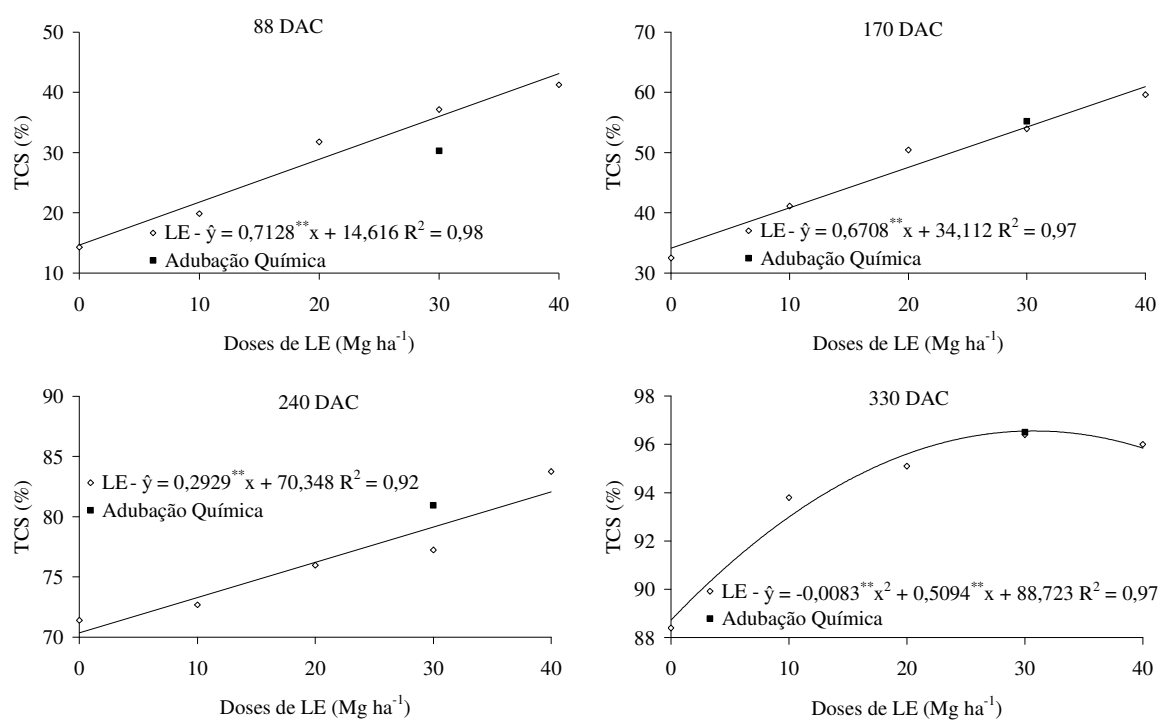 88 DAC
50
40
30
20
10
TCS (%)
LE - ŷ = 0,7128**x + 14,616 R² = 0,98
Adubação Química
0 10 20 30 40
Doses de LE (Mg ha⁻¹)
170 DAC
70
60
50
40
30
TCS (%)
LE - ŷ = 0,6708**x + 34,112 R² = 0,97
Adubação Química
0 10 20 30 40
Doses de LE (Mg ha⁻¹)
240 DAC
90
85
80
75
70
TCS (%)
LE - ŷ = 0,2929**x + 70,348 R² = 0,92
Adubação Química
0 10 20 30 40
Doses de LE (Mg ha⁻¹)
330 DAC
98
96
94
92
90
88
TCS (%)
LE - ŷ = -0,0083**x² + 0,5094**x + 88,723 R² = 0,97
Adubação Química
0 10 20 30 40
Doses de LE (Mg ha⁻¹)